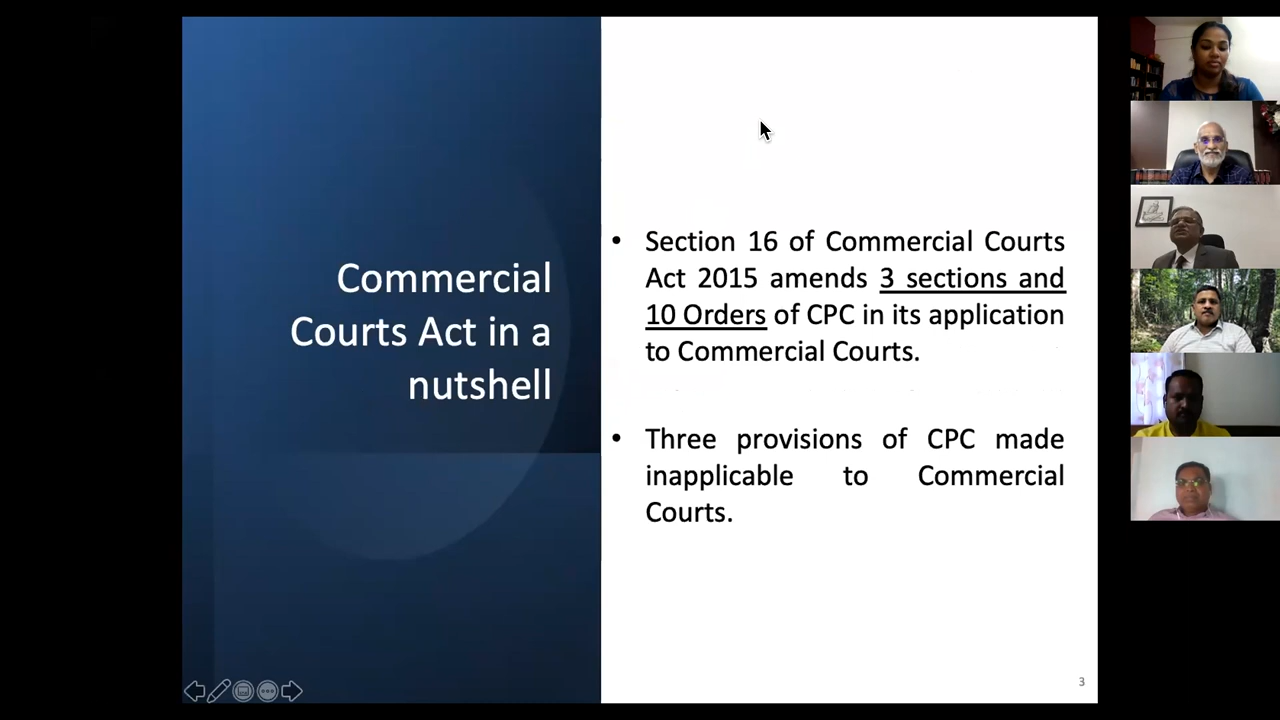 Commercial
Courts Act in a
nutshell
• Section 16 of Commercial Courts
Act 2015 amends 3 sections and
10 Orders of CPC in its application
to Commercial Courts.
• Three provisions of CPC made
inapplicable to Commercial
Courts.
3